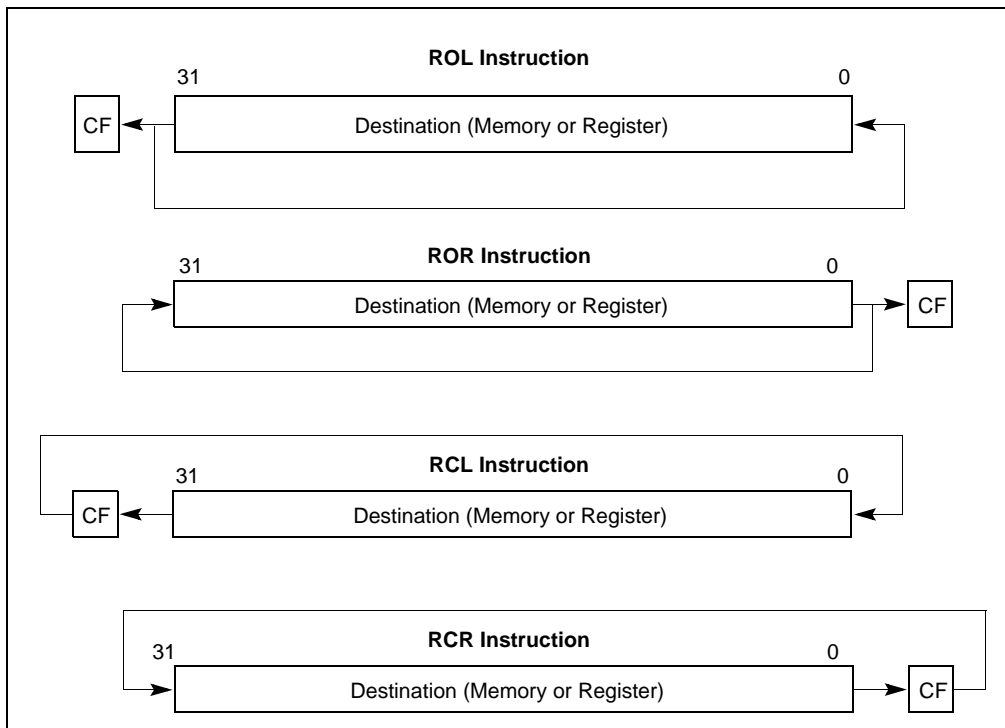 ROL Instruction
31 0
CF Destination (Memory or Register)
ROR Instruction
31 0
Destination (Memory or Register) CF
RCL Instruction
31 0
CF Destination (Memory or Register)
RCR Instruction
31 0
Destination (Memory or Register) CF